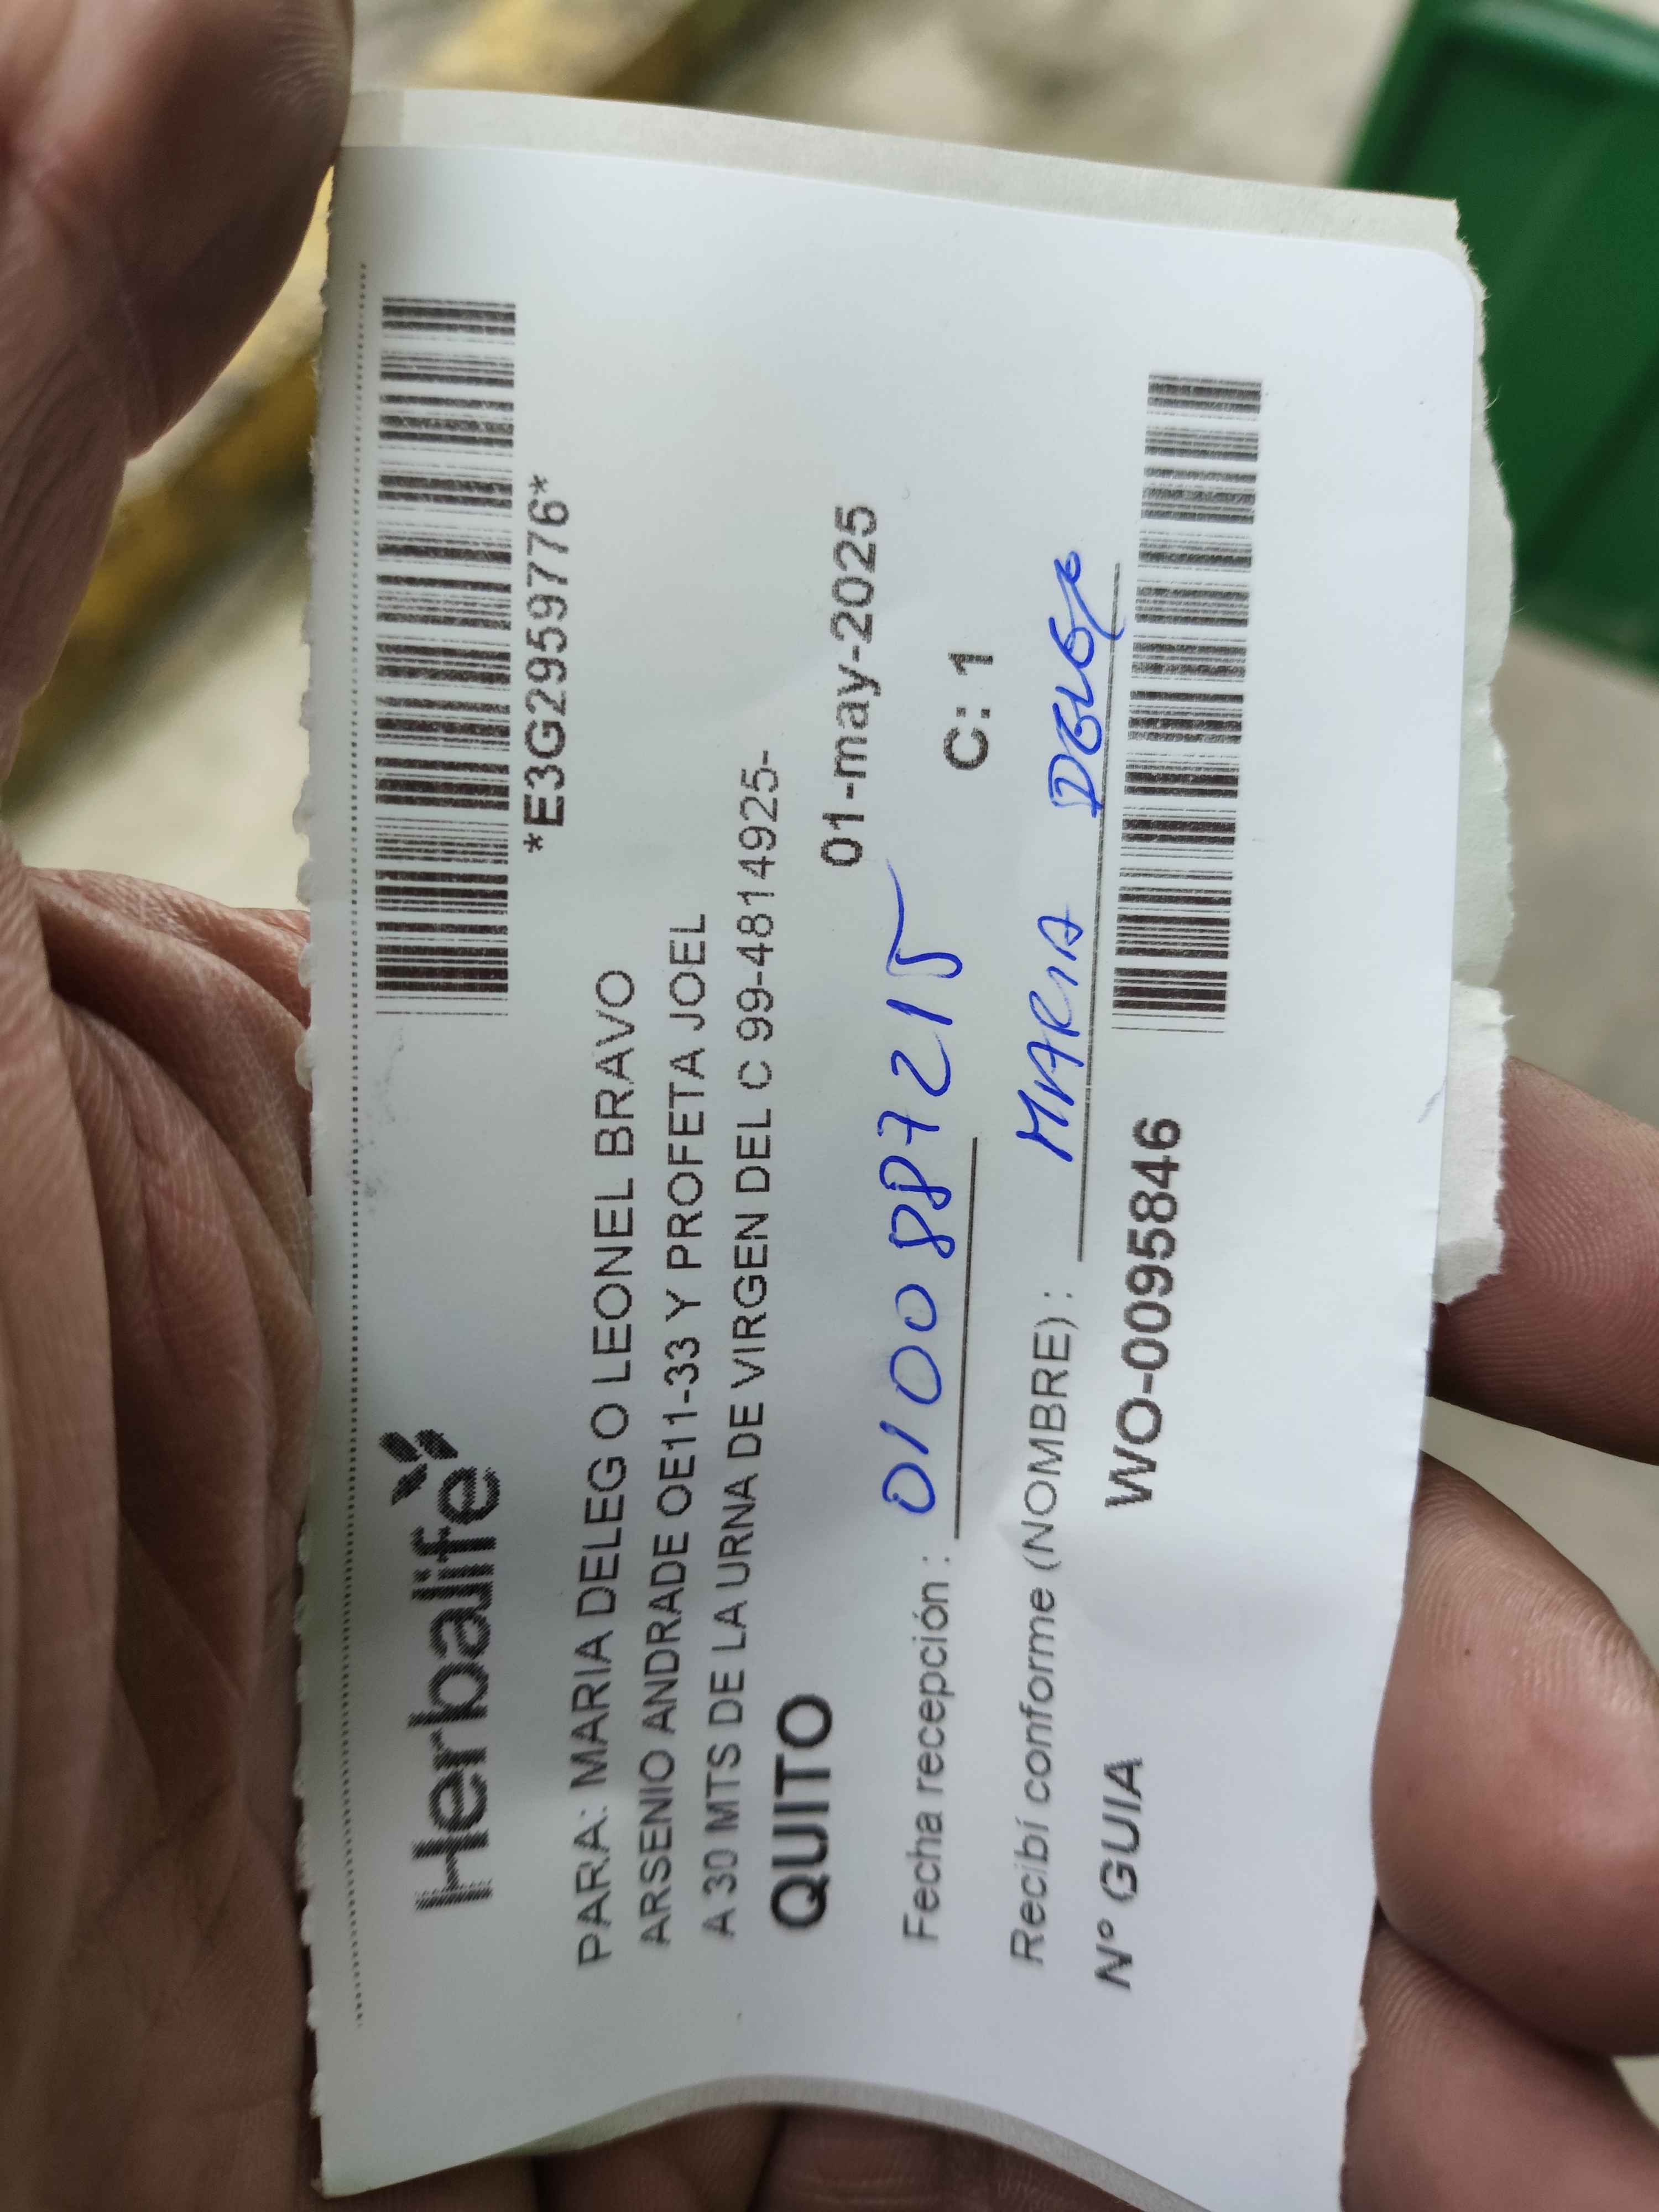 Herbalife
*E3G2959776*
PARA: MARIA DELEG O LEONEL BRAVO
ARSENIO ANDRADE OE11-33 Y PROFETA JOEL
A 30 MTS DE LA URNA DE VIRGEN DEL C 99-4814925-
QUITO
01-may-2025
Fecha recepción : 0100887215
C: 1
Recibí conforme (NOMBRE) : MARIA DELEG
Nº GUIA WO-0095846